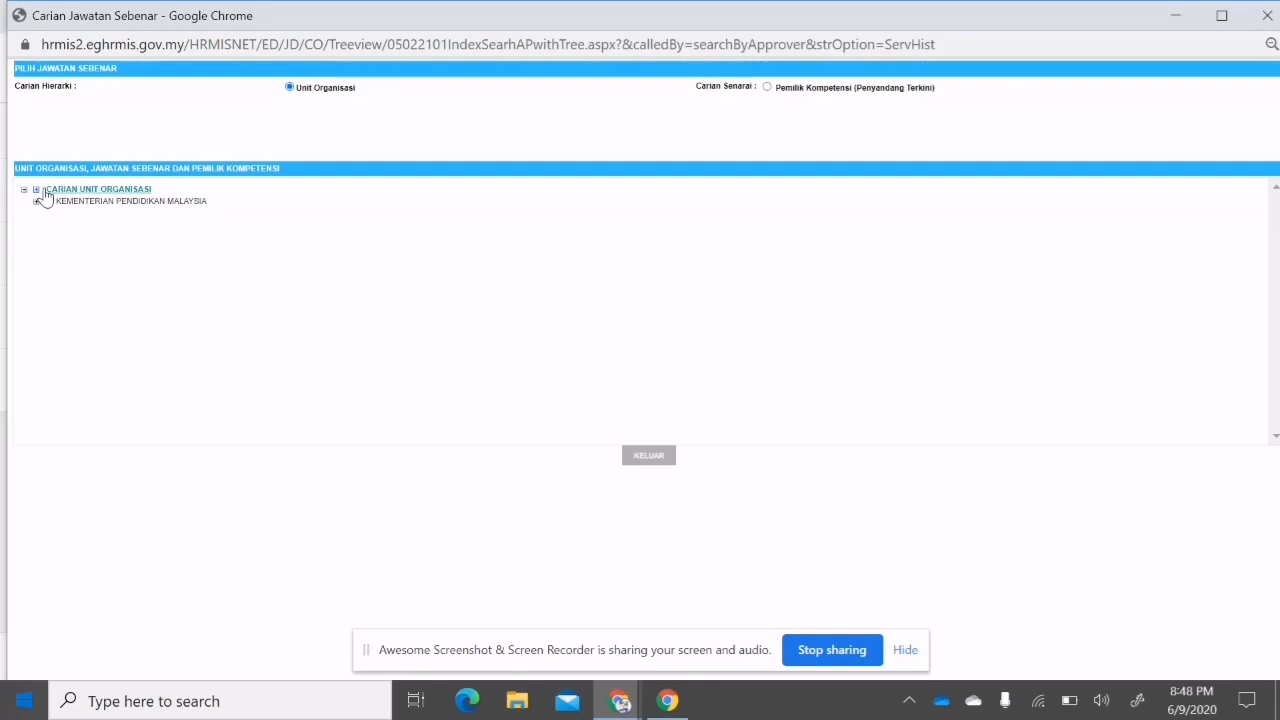 Carian Jawatan Sebenar - Google Chrome
hrmis2.eghrmis.gov.my/HRMISNET/ED/JD/CO/Treeview/05022101IndexSearhAPwithTree.aspx?&calledBy=searchByApprover&strOption=ServHist
PILIH JAWATAN SEBENAR
Carian Hierarki : Unit Organisasi Carian Senarai : Pemilik Kompetensi (Penyandang Terkini)
UNIT ORGANISASI, JAWATAN SEBENAR DAN PEMILIK KOMPETENSI
CARIAN UNIT ORGANISASI
KEMENTERIAN PENDIDIKAN MALAYSIA
KELUAR
Awesome Screenshot & Screen Recorder is sharing your screen and audio. Stop sharing Hide
Type here to search
8:48 PM
6/9/2020